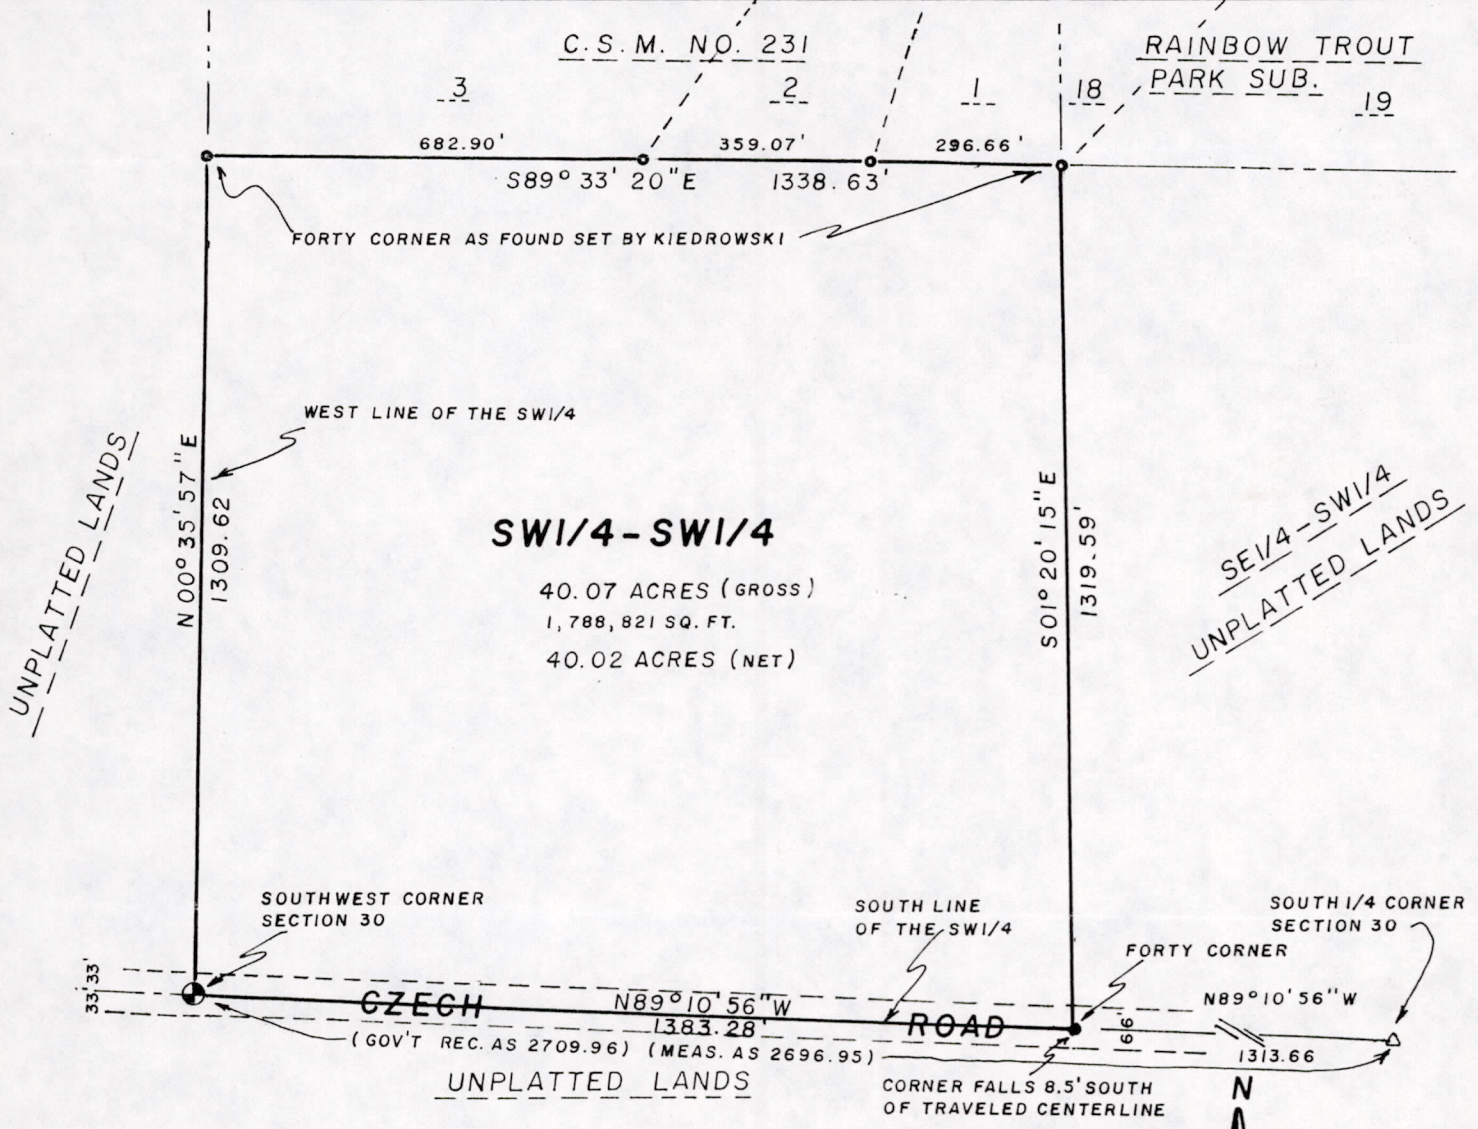 C.S.M. NO. 231
RAINBOW TROUT
PARK SUB.
3
2
1
18
19
682.90'
359.07'
296.66'
S89° 33' 20" E
1338.63'
FORTY CORNER AS FOUND SET BY KIEDROWSKI
WEST LINE OF THE SW1/4
UNPLATTED LANDS
N 00° 35' 57" E
1309.62
SW1/4-SW1/4
40.07 ACRES (GROSS)
1,788,821 SQ. FT.
40.02 ACRES (NET)
S01° 20' 15" E
1319.59'
SE1/4-SW1/4
UNPLATTED LANDS
SOUTHWEST CORNER
SECTION 30
SOUTH LINE
OF THE SW1/4
SOUTH 1/4 CORNER
SECTION 30
FORTY CORNER
33' 33'
CZECH ROAD
N89° 10' 56" W
1383.28'
N89° 10' 56" W
66
1313.66
(GOV'T REC. AS 2709.96) (MEAS. AS 2696.95)
UNPLATTED LANDS
CORNER FALLS 8.5' SOUTH
OF TRAVELED CENTERLINE
N